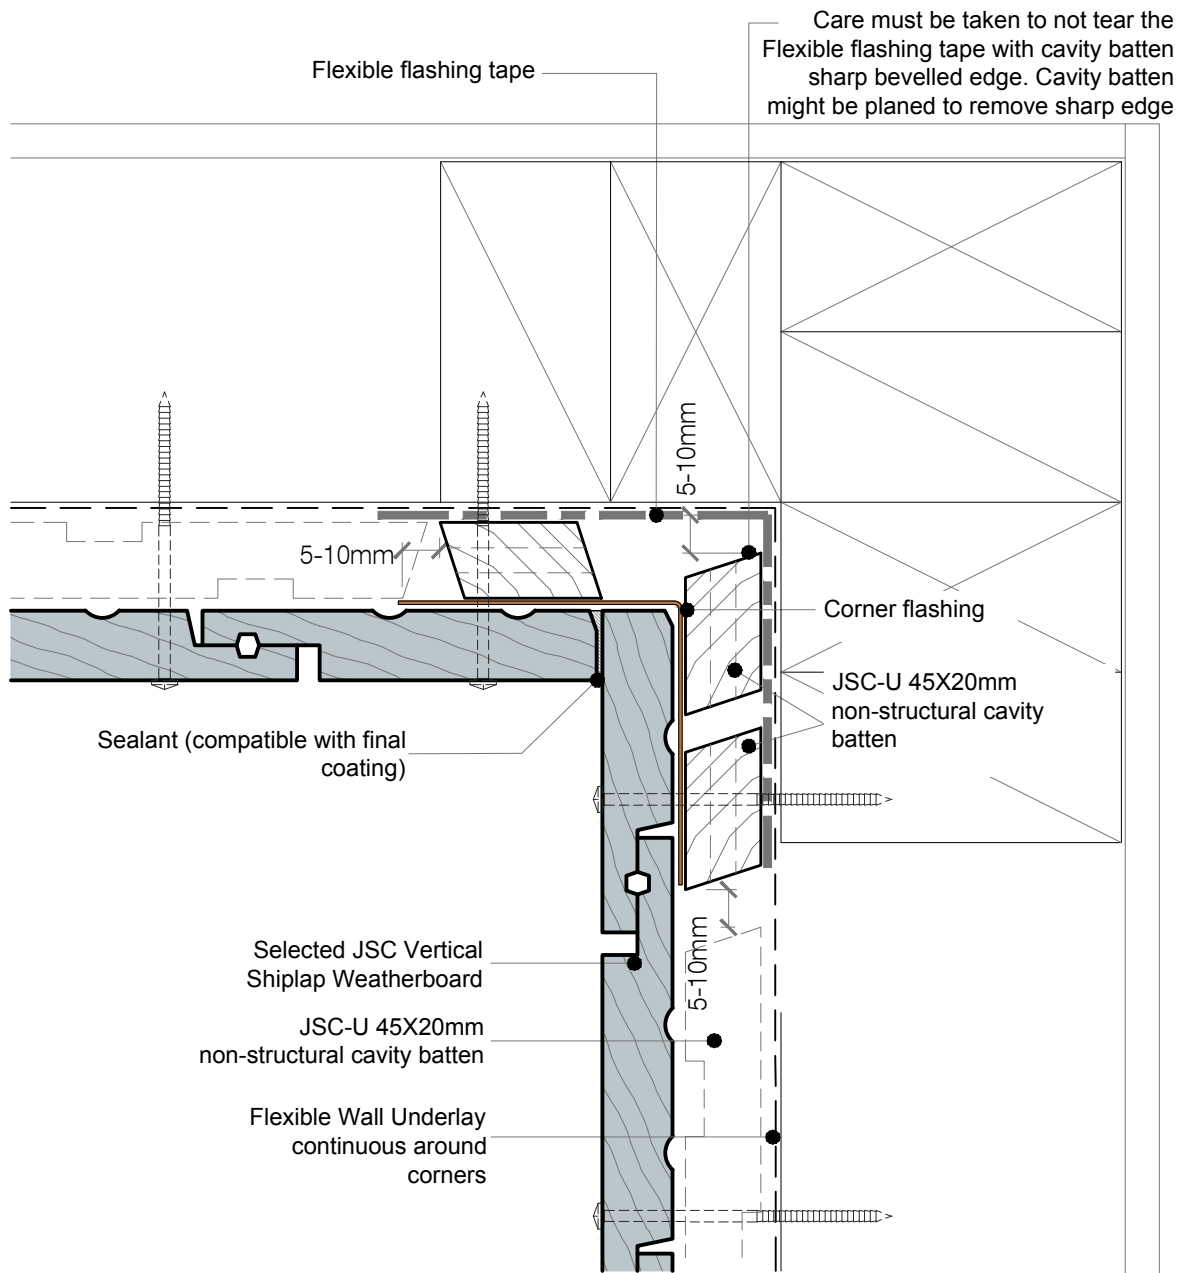 Care must be taken to not tear the
Flexible flashing tape with cavity batten
sharp bevelled edge. Cavity batten
might be planed to remove sharp edge
Flexible flashing tape
5-10mm
5-10mm
Corner flashing
JSC-U 45X20mm
non-structural cavity
batten
Sealant (compatible with final
coating)
Selected JSC Vertical
Shiplap Weatherboard
5-10mm
JSC-U 45X20mm
non-structural cavity batten
Flexible Wall Underlay
continuous around
corners